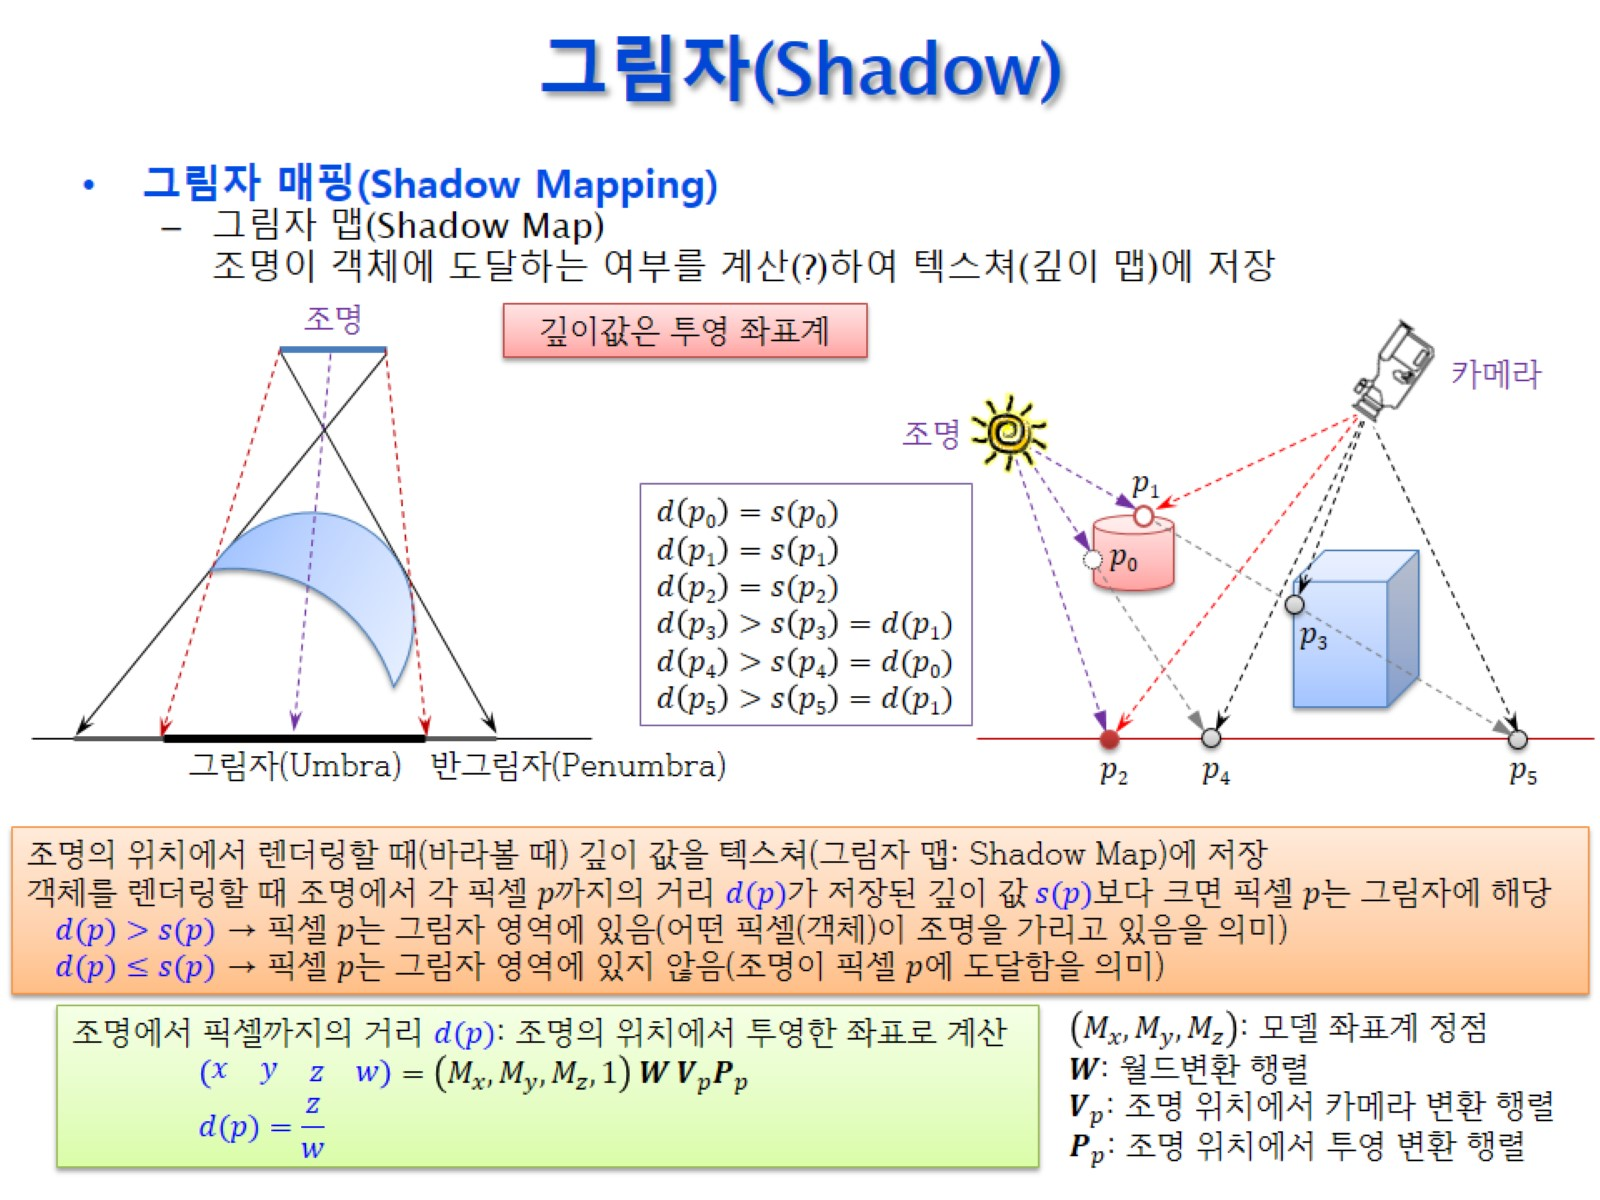 그림자(Shadow)
• 그림자 매핑(Shadow Mapping)
– 그림자 맵(Shadow Map)
조명이 객체에 도달하는 여부를 계산(?)하여 텍스쳐(깊이 맵)에 저장
조명
그림자(Umbra) 반그림자(Penumbra)
깊이값은 투영 좌표계
d(p₀) = s(p₀)
d(p₁) = s(p₁)
d(p₂) = s(p₂)
d(p₃) > s(p₃) = d(p₁)
d(p₄) > s(p₄) = d(p₀)
d(p₅) > s(p₅) = d(p₁)
카메라
조명
p₁
p₀
p₃
p₂ p₄ p₅
조명의 위치에서 렌더링할 때(바라볼 때) 깊이 값을 텍스쳐(그림자 맵: Shadow Map)에 저장
객체를 렌더링할 때 조명에서 각 픽셀 p까지의 거리 d(p)가 저장된 깊이 값 s(p)보다 크면 픽셀 p는 그림자에 해당
d(p) > s(p) → 픽셀 p는 그림자 영역에 있음(어떤 픽셀(객체)이 조명을 가리고 있음을 의미)
d(p) ≤ s(p) → 픽셀 p는 그림자 영역에 있지 않음(조명이 픽셀 p에 도달함을 의미)
조명에서 픽셀까지의 거리 d(p): 조명의 위치에서 투영한 좌표로 계산
(x y z w) = (Mₓ, M_y, M_z, 1) W VₚPₚ
d(p) = z/w
(Mₓ, M_y, M_z): 모델 좌표계 정점
W: 월드변환 행렬
Vₚ: 조명 위치에서 카메라 변환 행렬
Pₚ: 조명 위치에서 투영 변환 행렬